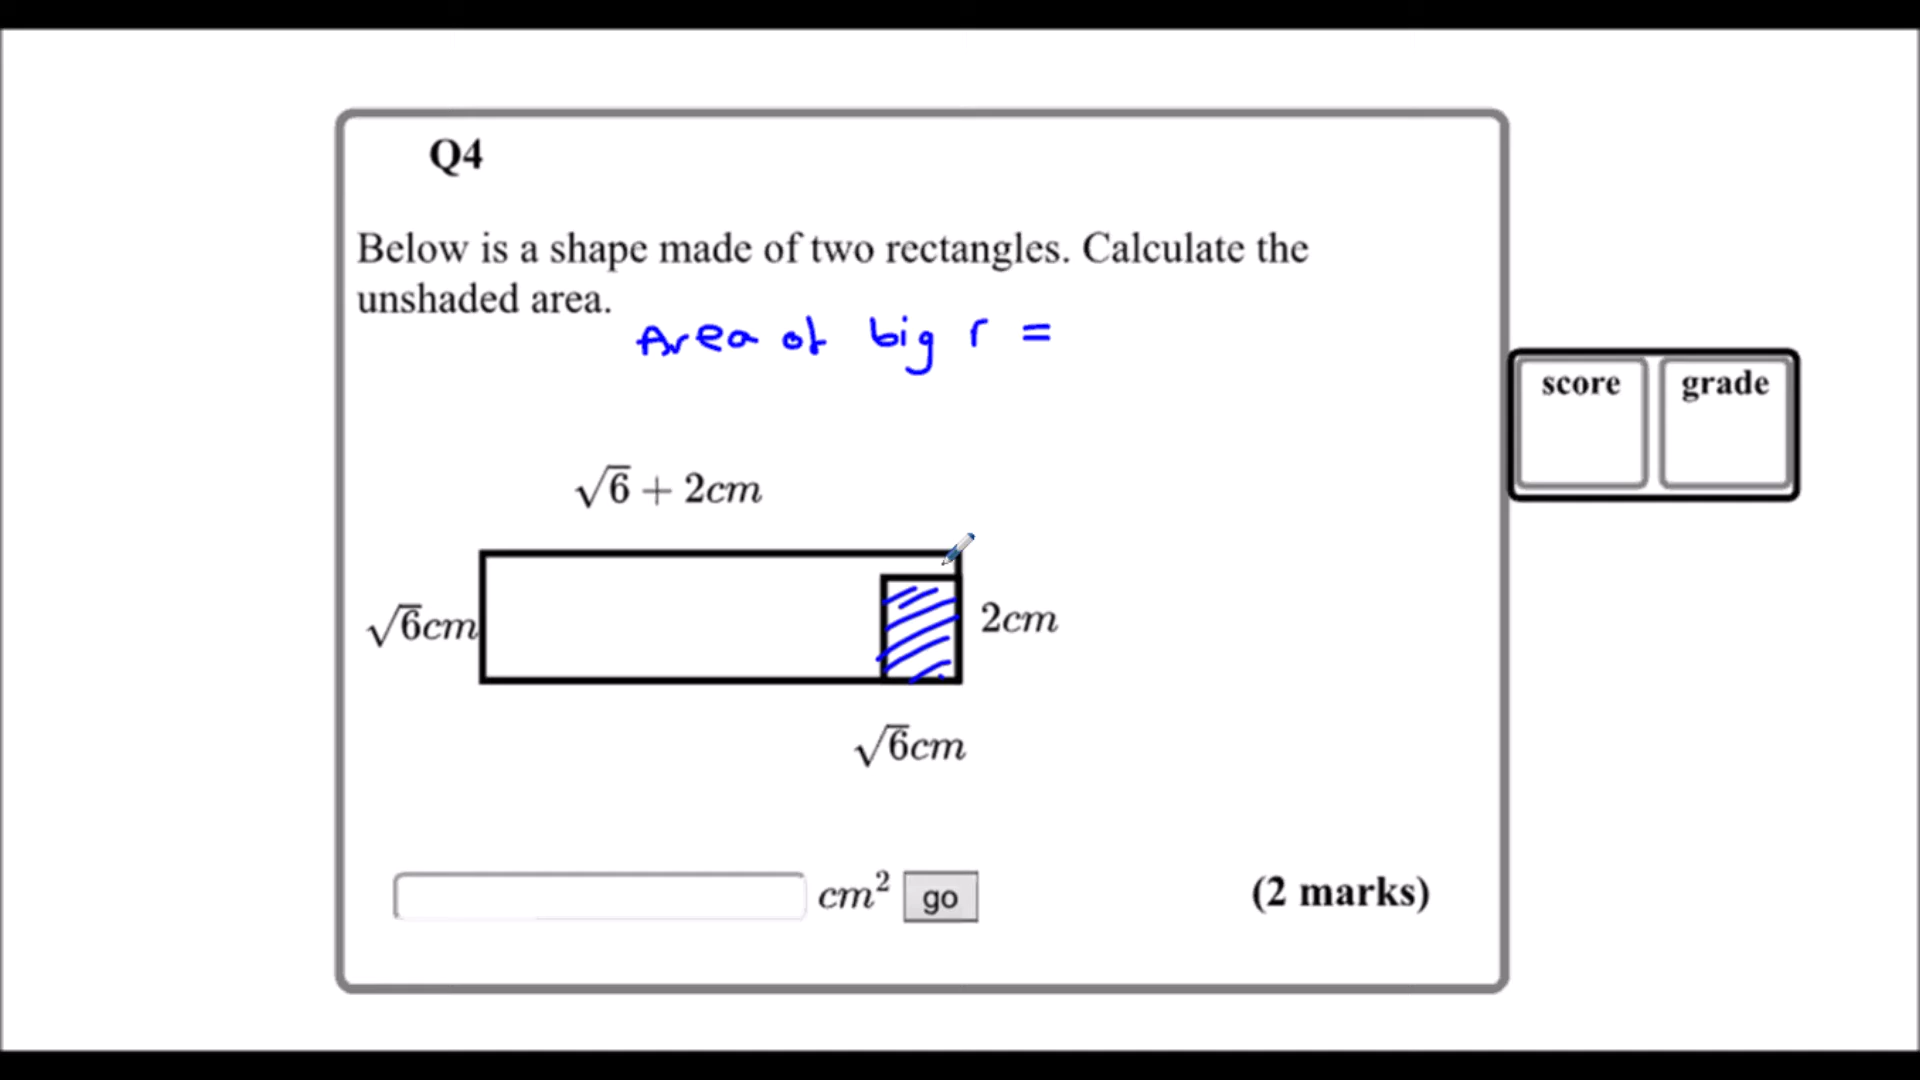 Q4
Below is a shape made of two rectangles. Calculate the
unshaded area.
Area of big r =
score
grade
√6 + 2cm
√6cm
2cm
√6cm
cm²
go
(2 marks)